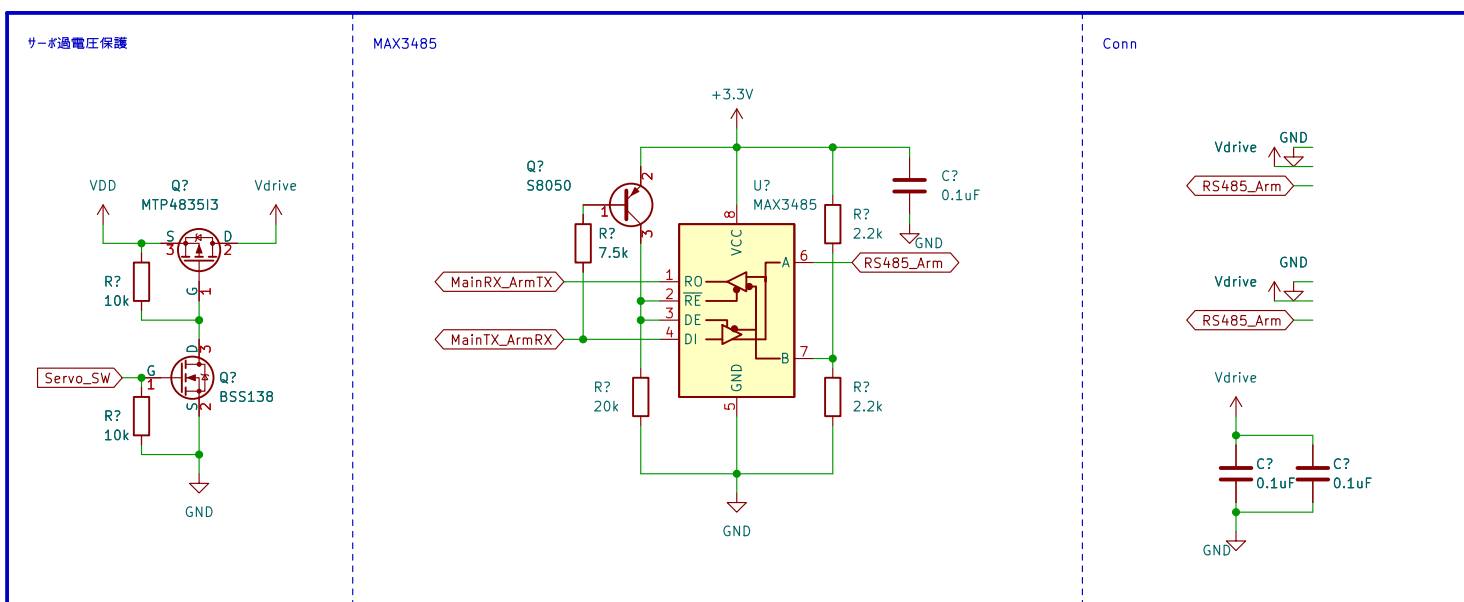 サーボ過電圧保護
VDD
Q?
MTP4835I3
Vdrive
S
3
D
2
G
1
R?
10k
D
3
Servo_SW
G
1
Q?
BSS138
S
2
R?
10k
GND
MAX3485
+3.3V
Q?
S8050
2
1
3
R?
7.5k
U?
MAX3485
8
VCC
C?
0.1uF
GND
R?
2.2k
MainRX_ArmTX
1
RO
2
RE
3
DE
MainTX_ArmRX
4
DI
A
6
RS485_Arm
B
7
GND
5
R?
20k
R?
2.2k
GND
Conn
Vdrive
GND
RS485_Arm
Vdrive
GND
RS485_Arm
Vdrive
C?
0.1uF
C?
0.1uF
GND